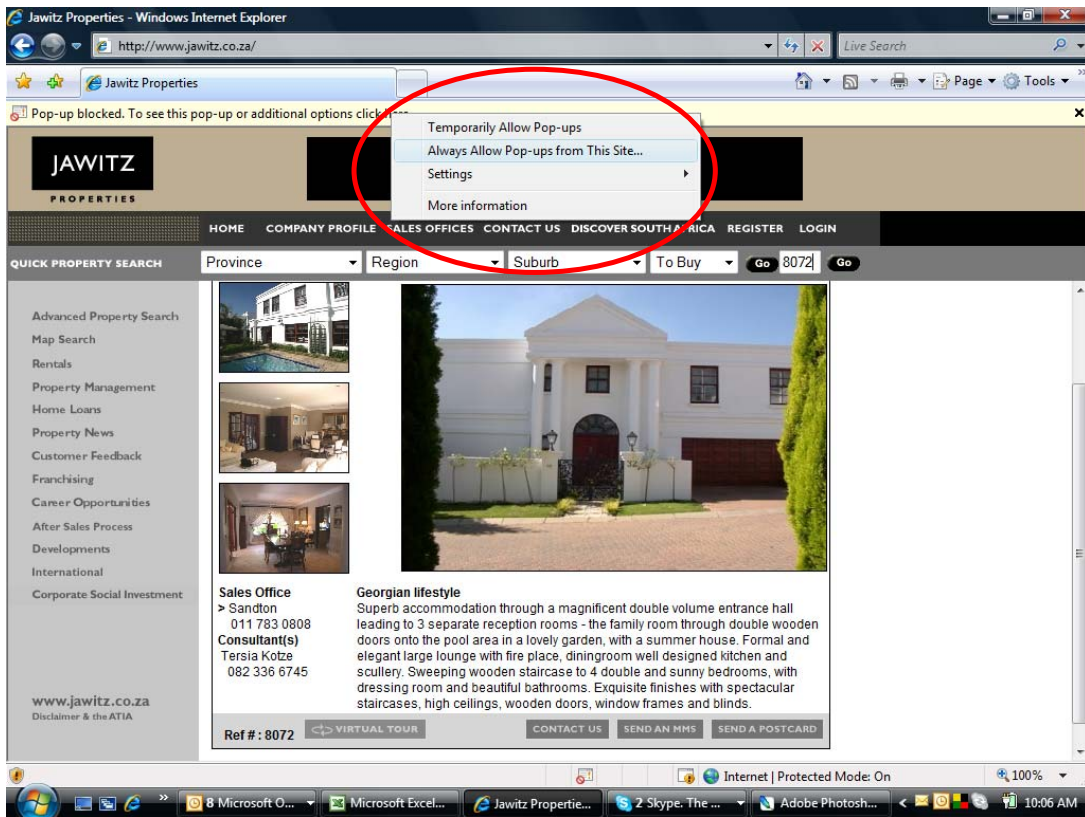 Jawitz Properties - Windows Internet Explorer
http://www.jawitz.co.za/
Live Search
Jawitz Properties
Page
Tools
Pop-up blocked. To see this pop-up or additional options click
Temporarily Allow Pop-ups
Always Allow Pop-ups from This Site...
Settings
More information
JAWITZ
PROPERTIES
HOME COMPANY PROFILE SALES OFFICES CONTACT US DISCOVER SOUTH AFRICA REGISTER LOGIN
QUICK PROPERTY SEARCH Province Region Suburb To Buy Go 8072 Go
Advanced Property Search
Map Search
Rentals
Property Management
Home Loans
Property News
Customer Feedback
Franchising
Career Opportunities
After Sales Process
Developments
International
Corporate Social Investment
www.jawitz.co.za
Disclaimer & the ATIA
Sales Office
> Sandton
011 783 0808
Consultant(s)
Tersia Kotze
082 336 6745
Georgian lifestyle
Superb accommodation through a magnificent double volume entrance hall
leading to 3 separate reception rooms - the family room through double wooden
doors onto the pool area in a lovely garden, with a summer house. Formal and
elegant large lounge with fire place, diningroom well designed kitchen and
scullery. Sweeping wooden staircase to 4 double and sunny bedrooms, with
dressing room and beautiful bathrooms. Exquisite finishes with spectacular
staircases, high ceilings, wooden doors, window frames and blinds.
Ref # : 8072 VIRTUAL TOUR CONTACT US SEND AN MMS SEND A POSTCARD
Internet | Protected Mode: On 100%
8 Microsoft O... Microsoft Excel... Jawitz Propertie... 2 Skype. The ... Adobe Photosh... 10:06 AM